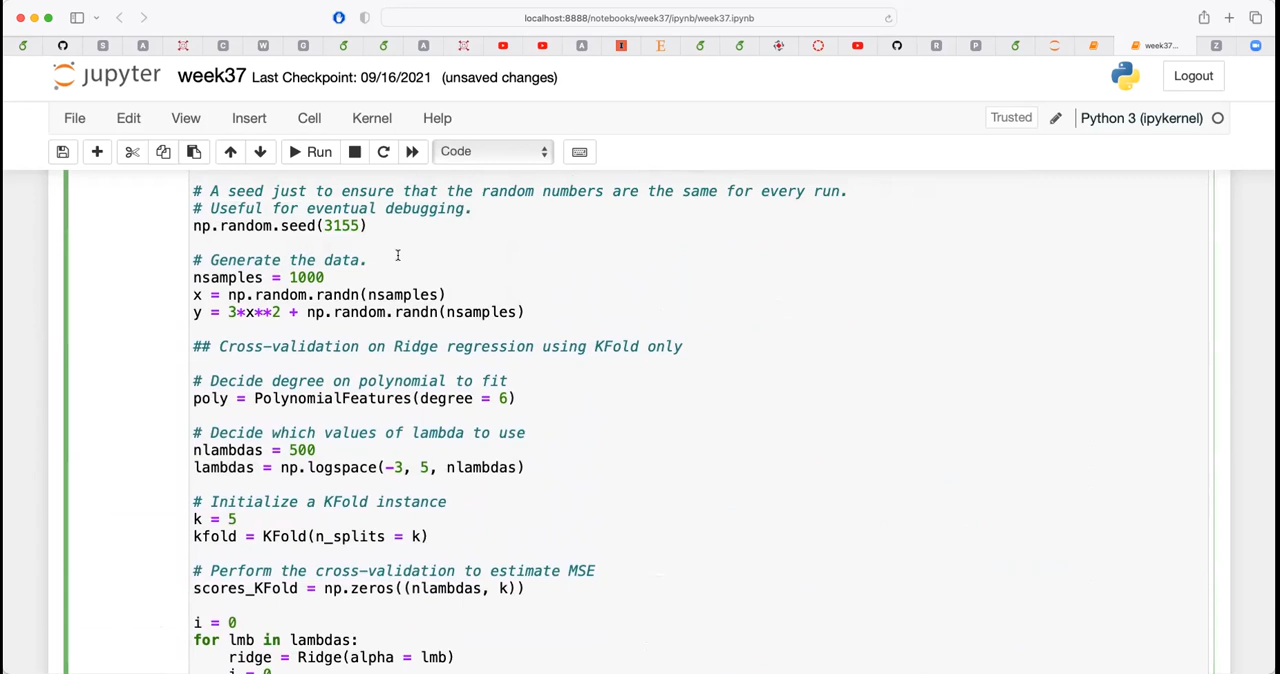 localhost:8888/notebooks/week37/ipynb/week37.ipynb
S A C W G A A I E R P week37... Z
jupyter week37 Last Checkpoint: 09/16/2021 (unsaved changes) Logout
File Edit View Insert Cell Kernel Help Trusted Python 3 (ipykernel)
Run Code
# A seed just to ensure that the random numbers are the same for every run.
# Useful for eventual debugging.
np.random.seed(3155)
# Generate the data.
nsamples = 1000
x = np.random.randn(nsamples)
y = 3*x**2 + np.random.randn(nsamples)
## Cross-validation on Ridge regression using KFold only
# Decide degree on polynomial to fit
poly = PolynomialFeatures(degree = 6)
# Decide which values of lambda to use
nlambdas = 500
lambdas = np.logspace(-3, 5, nlambdas)
# Initialize a KFold instance
k = 5
kfold = KFold(n_splits = k)
# Perform the cross-validation to estimate MSE
scores_KFold = np.zeros((nlambdas, k))
i = 0
for lmb in lambdas:
ridge = Ridge(alpha = lmb)